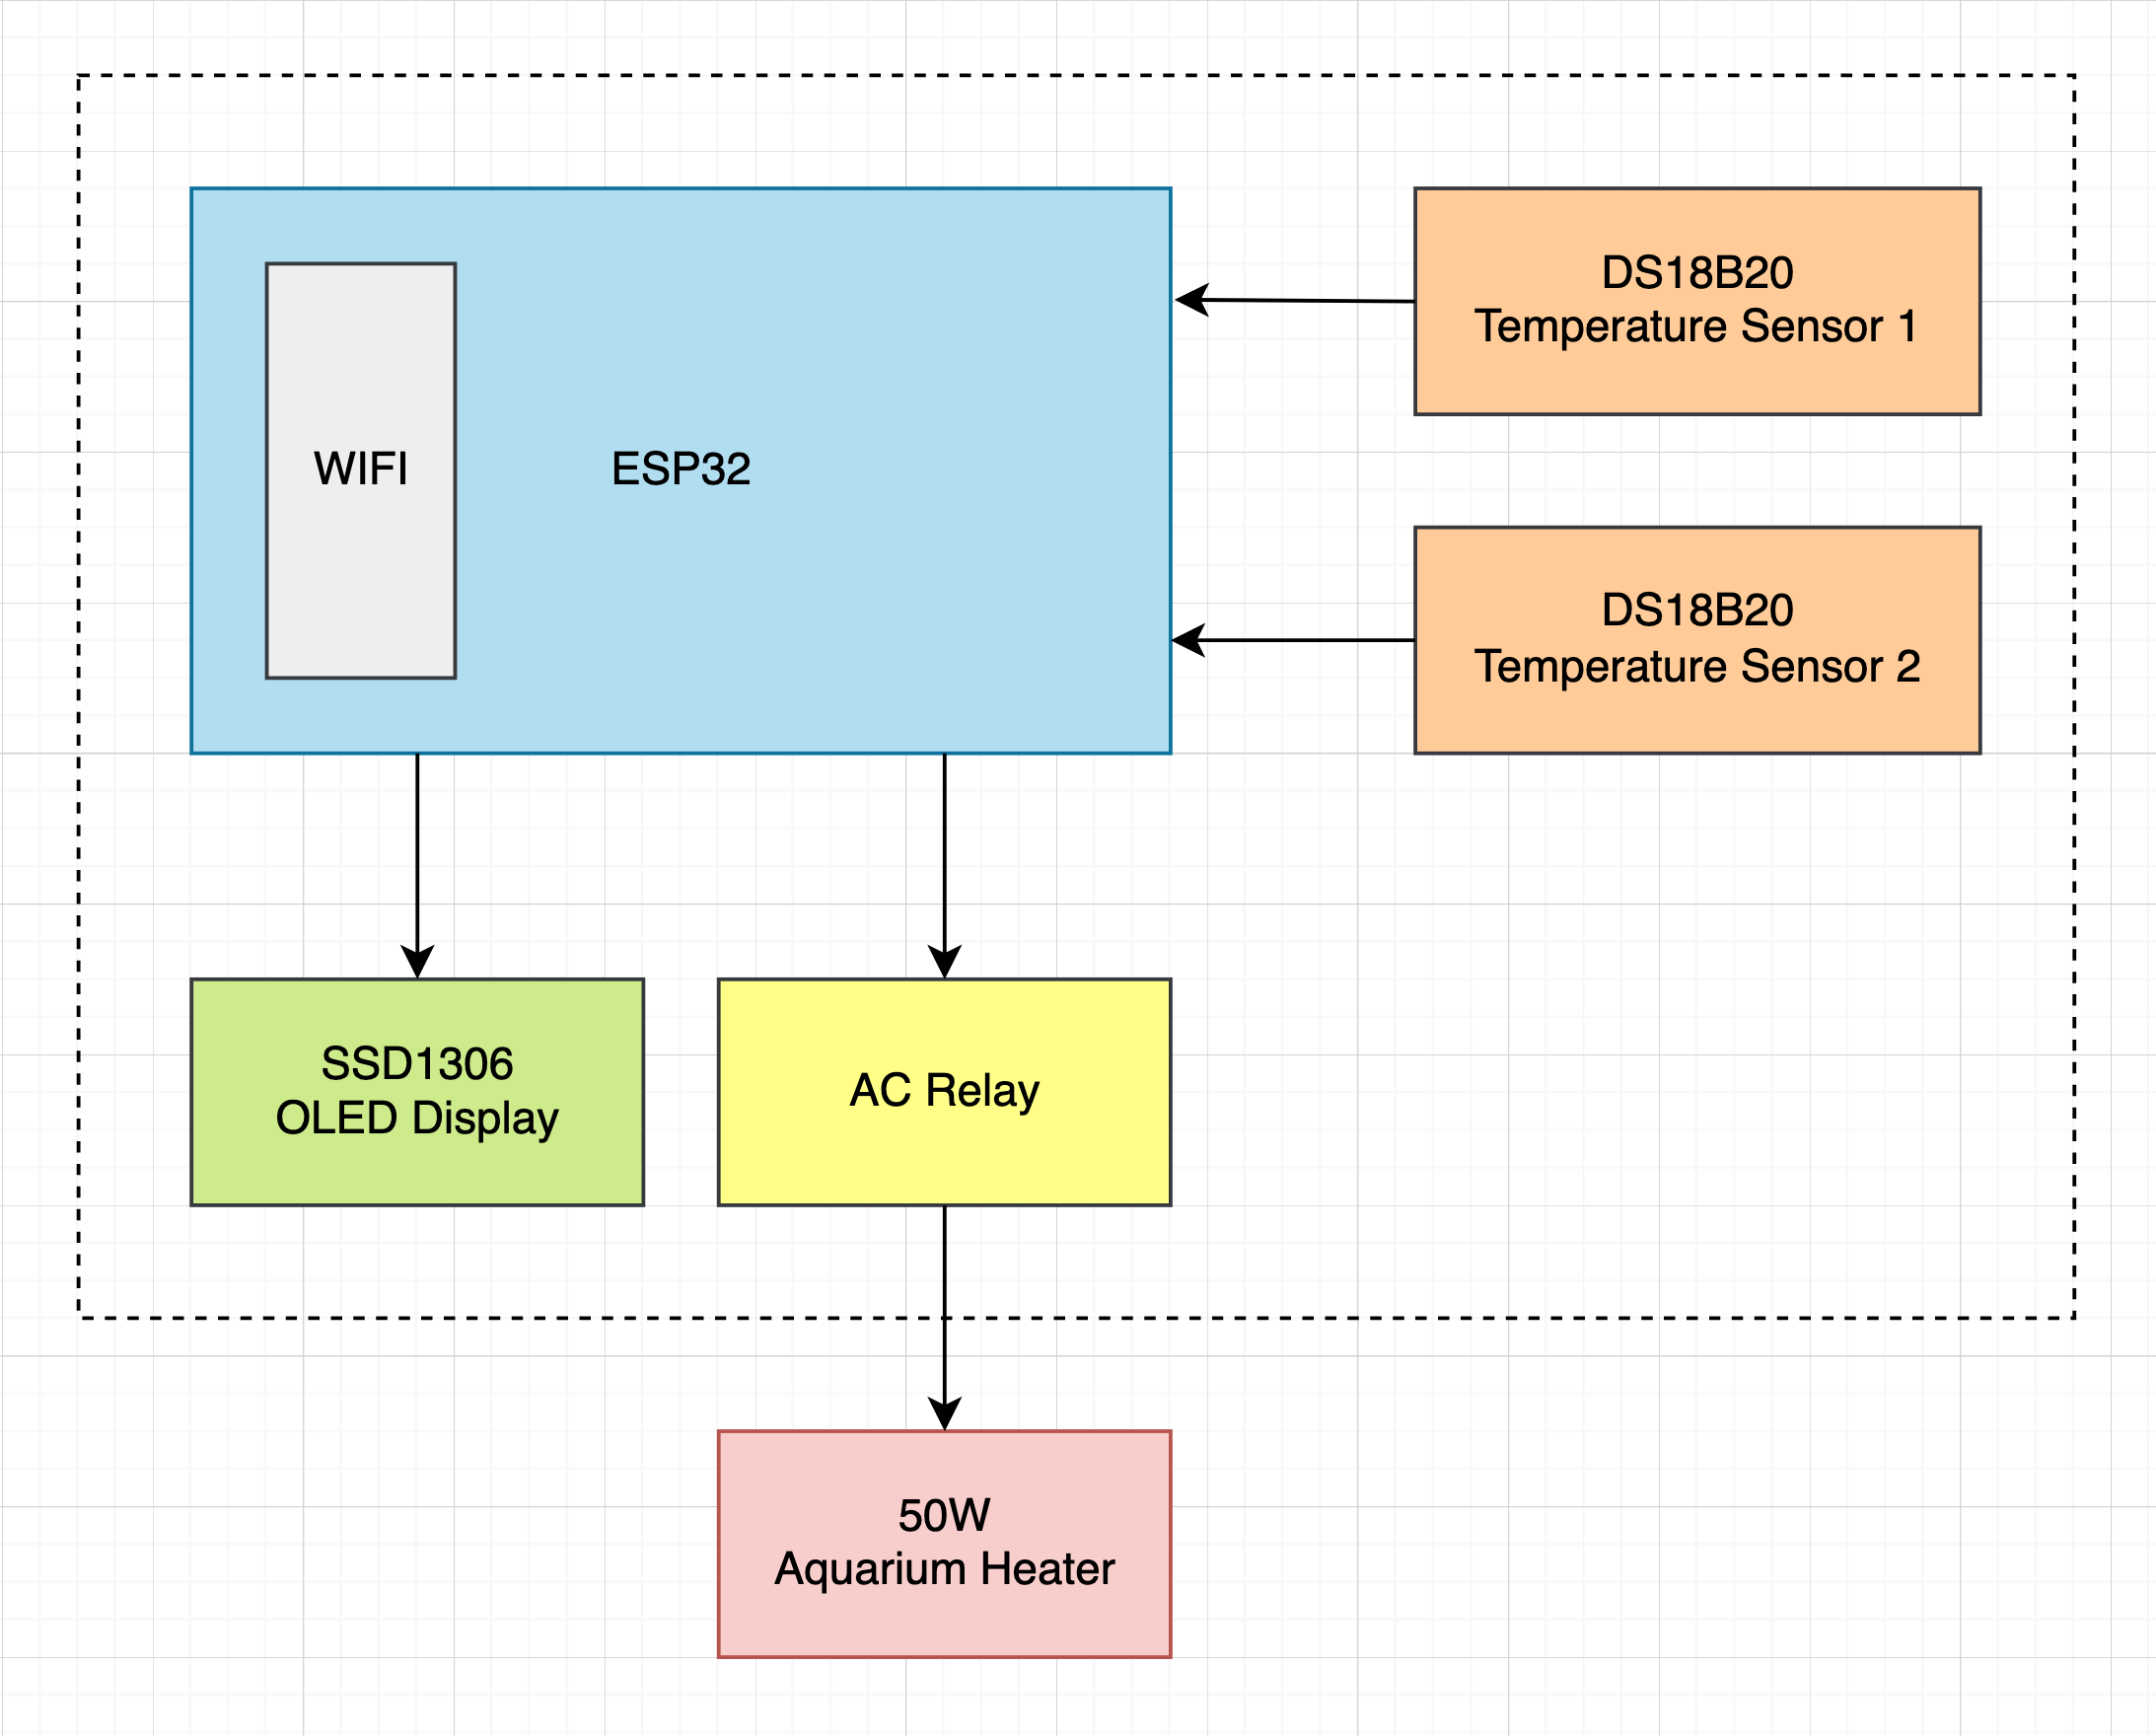 DS18B20
Temperature Sensor 1
WIFI
ESP32
DS18B20
Temperature Sensor 2
SSD1306
OLED Display
AC Relay
50W
Aquarium Heater